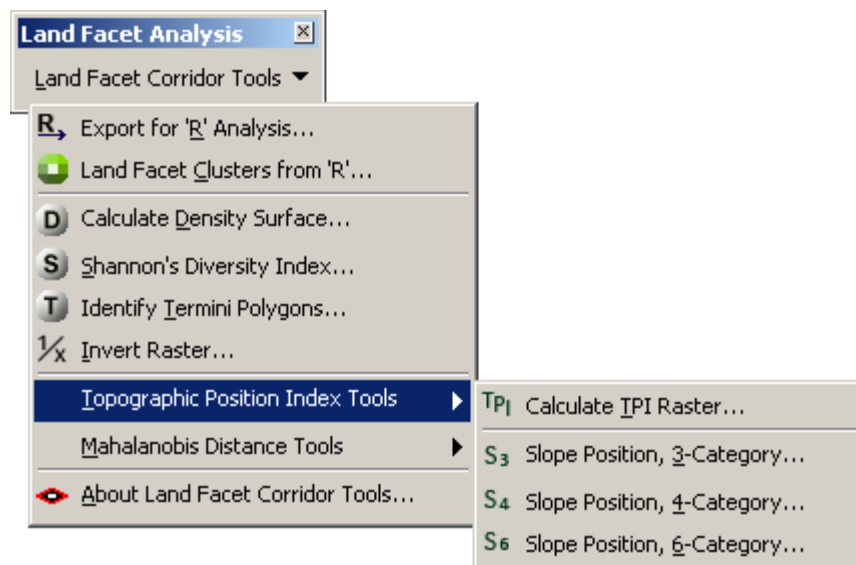 Land Facet Analysis
Land Facet Corridor Tools
R Export for 'R' Analysis...
Land Facet Clusters from 'R'...
D Calculate Density Surface...
S Shannon's Diversity Index...
T Identify Termini Polygons...
1/x Invert Raster...
Topographic Position Index Tools
Mahalanobis Distance Tools
About Land Facet Corridor Tools...
TPI Calculate TPI Raster...
S3 Slope Position, 3-Category...
S4 Slope Position, 4-Category...
S6 Slope Position, 6-Category...